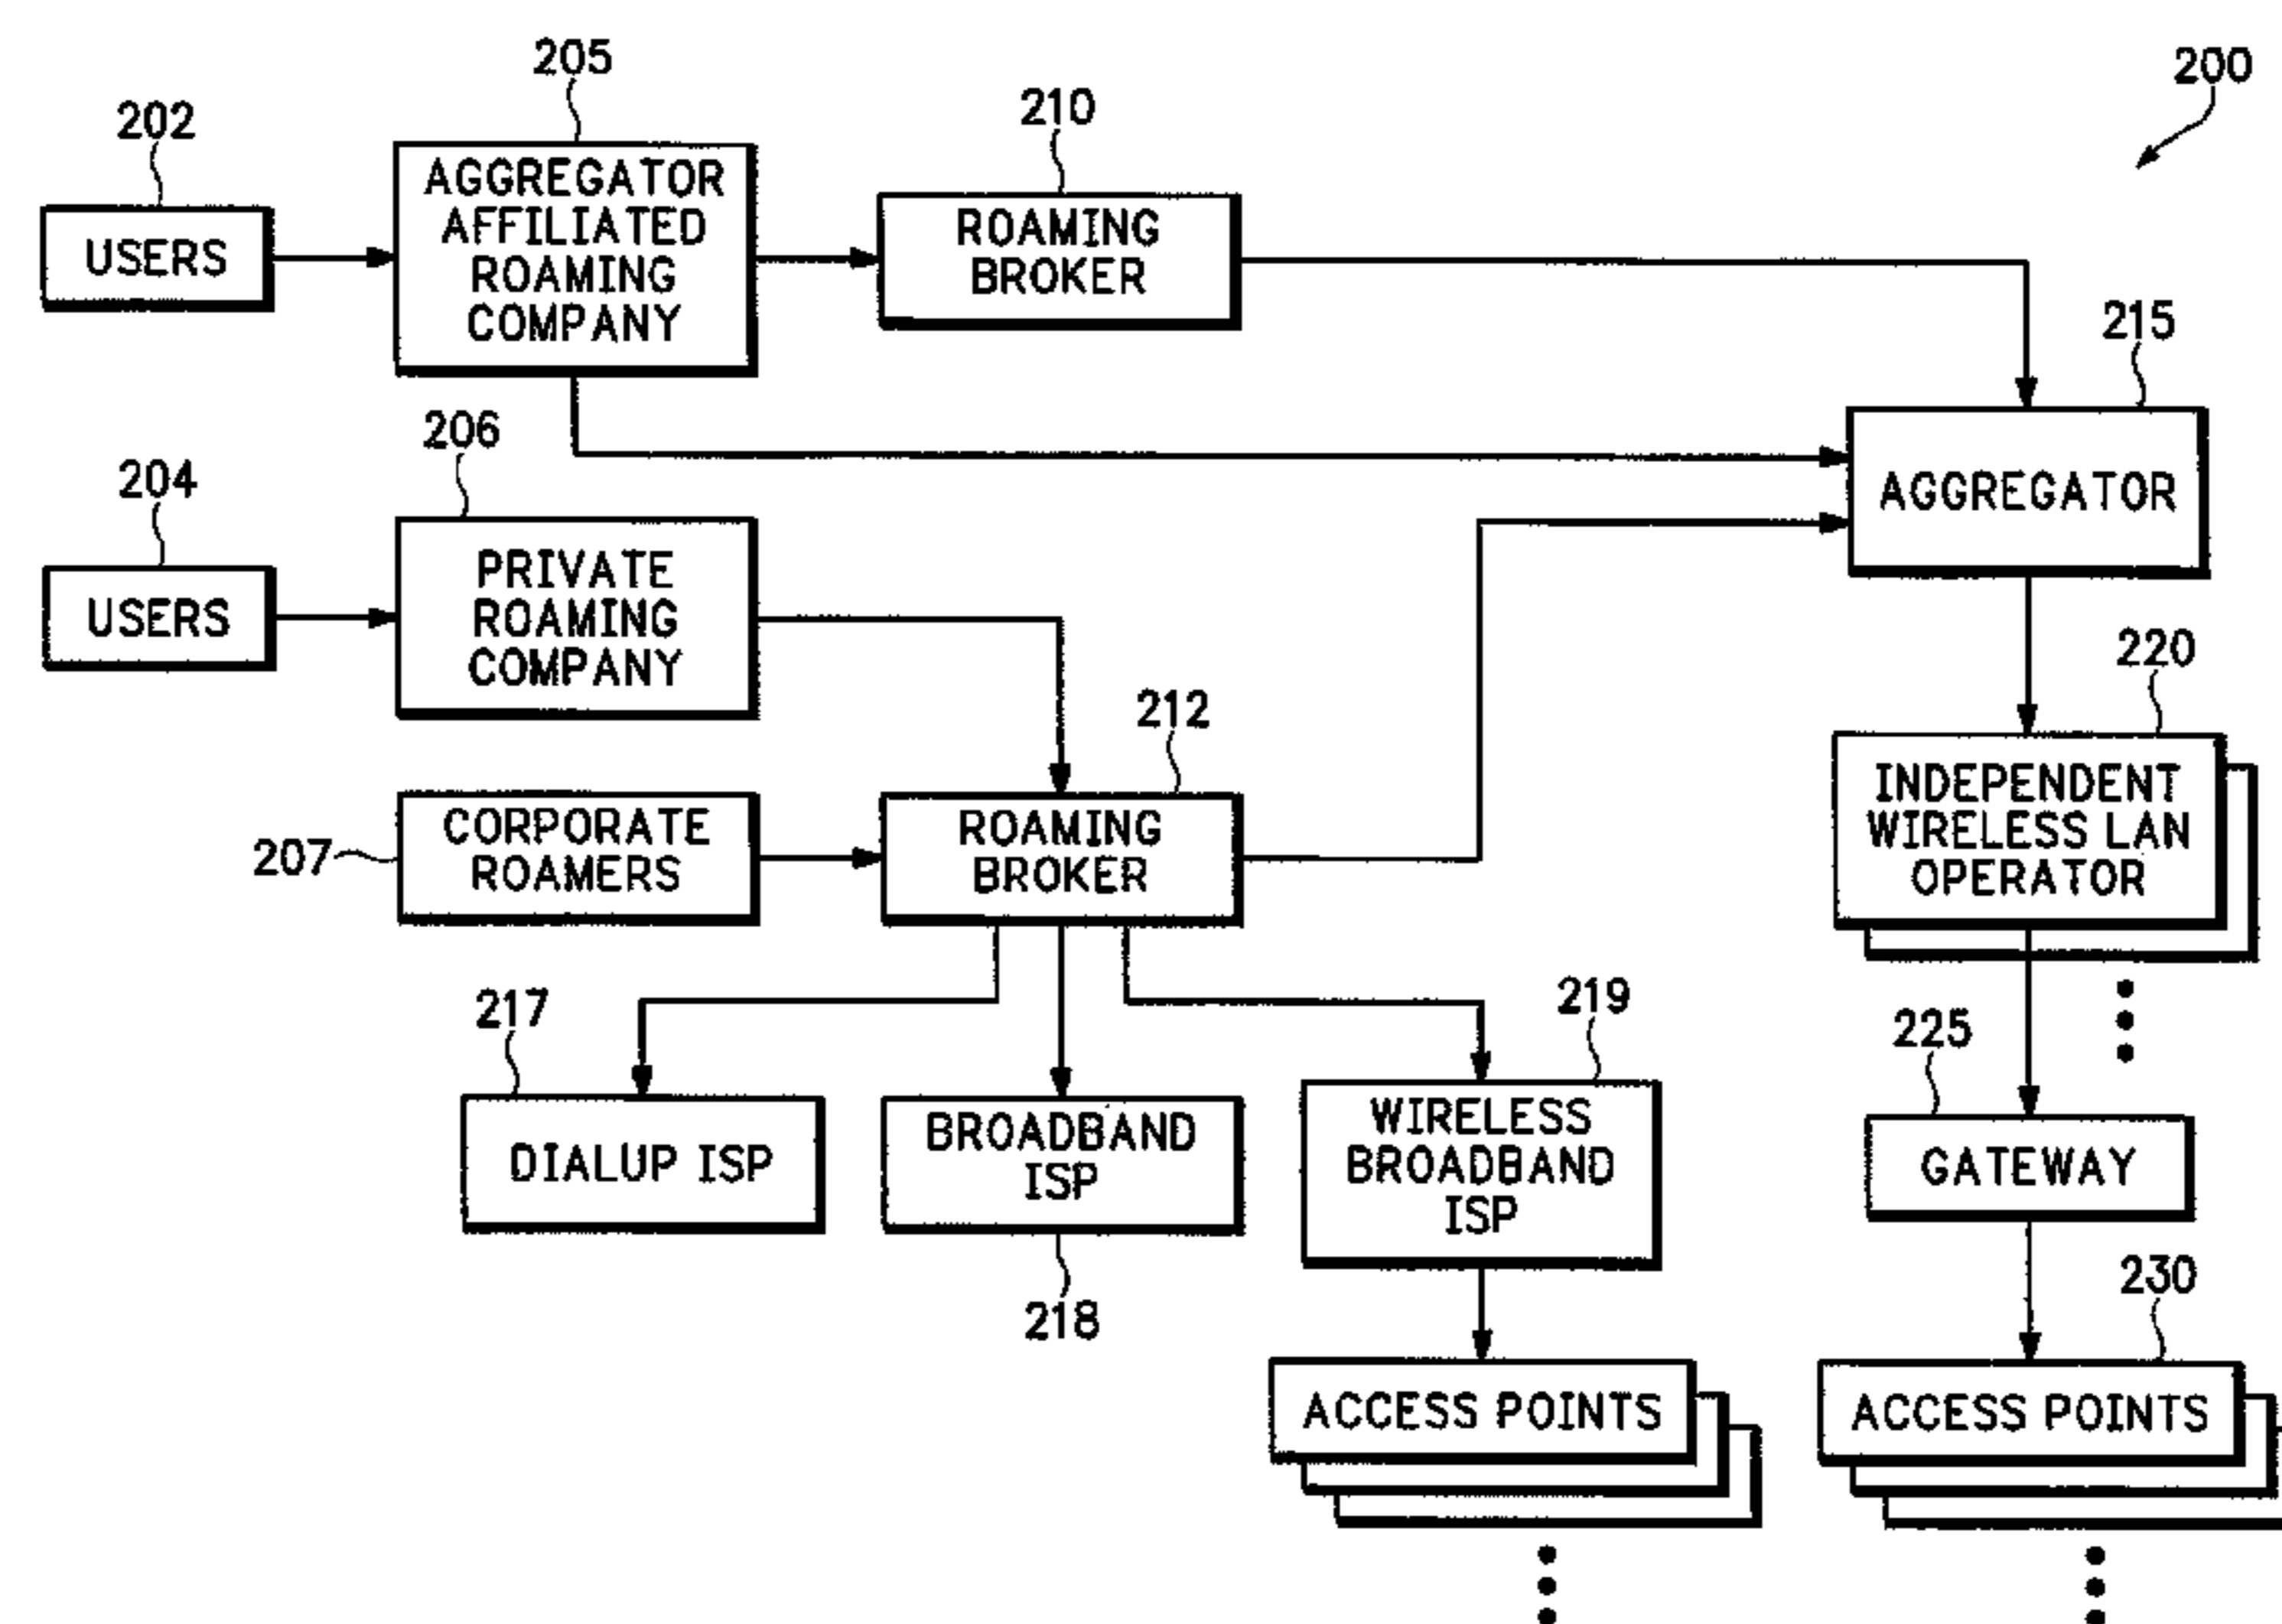 205
200
210
202
AGGREGATOR
AFFILIATED
ROAMING
COMPANY
ROAMING
BROKER
USERS
215
206
204
AGGREGATOR
PRIVATE
ROAMING
COMPANY
USERS
220
212
INDEPENDENT
WIRELESS LAN
OPERATOR
207
CORPORATE
ROAMERS
ROAMING
BROKER
217
219
225
DIALUP ISP
BROADBAND
ISP
WIRELESS
BROADBAND
ISP
GATEWAY
218
230
ACCESS POINTS
ACCESS POINTS